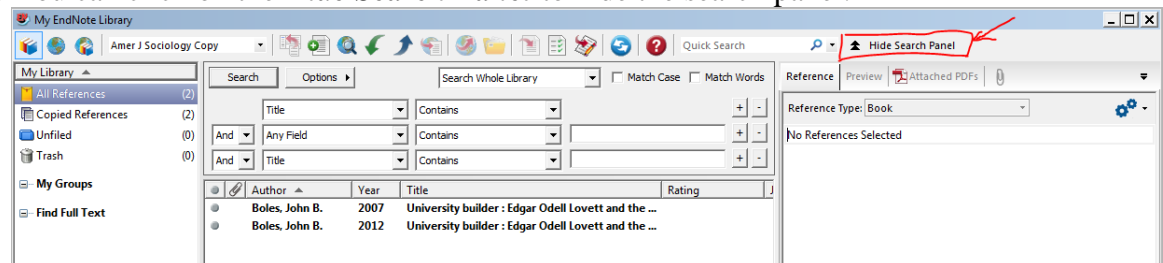 My EndNote Library
Amer J Sociology Copy Quick Search Hide Search Panel
My Library Search Options Search Whole Library Match Case Match Words Reference Preview Attached PDFs
All References (2)
Copied References (2) Title Contains + - Reference Type: Book
Unfiled (0) And Any Field Contains + - No References Selected
Trash (0) And Title Contains + -
My Groups Author Year Title Rating J
Find Full Text Boles, John B. 2007 University builder : Edgar Odell Lovett and the ...
Boles, John B. 2012 University builder : Edgar Odell Lovett and the ...